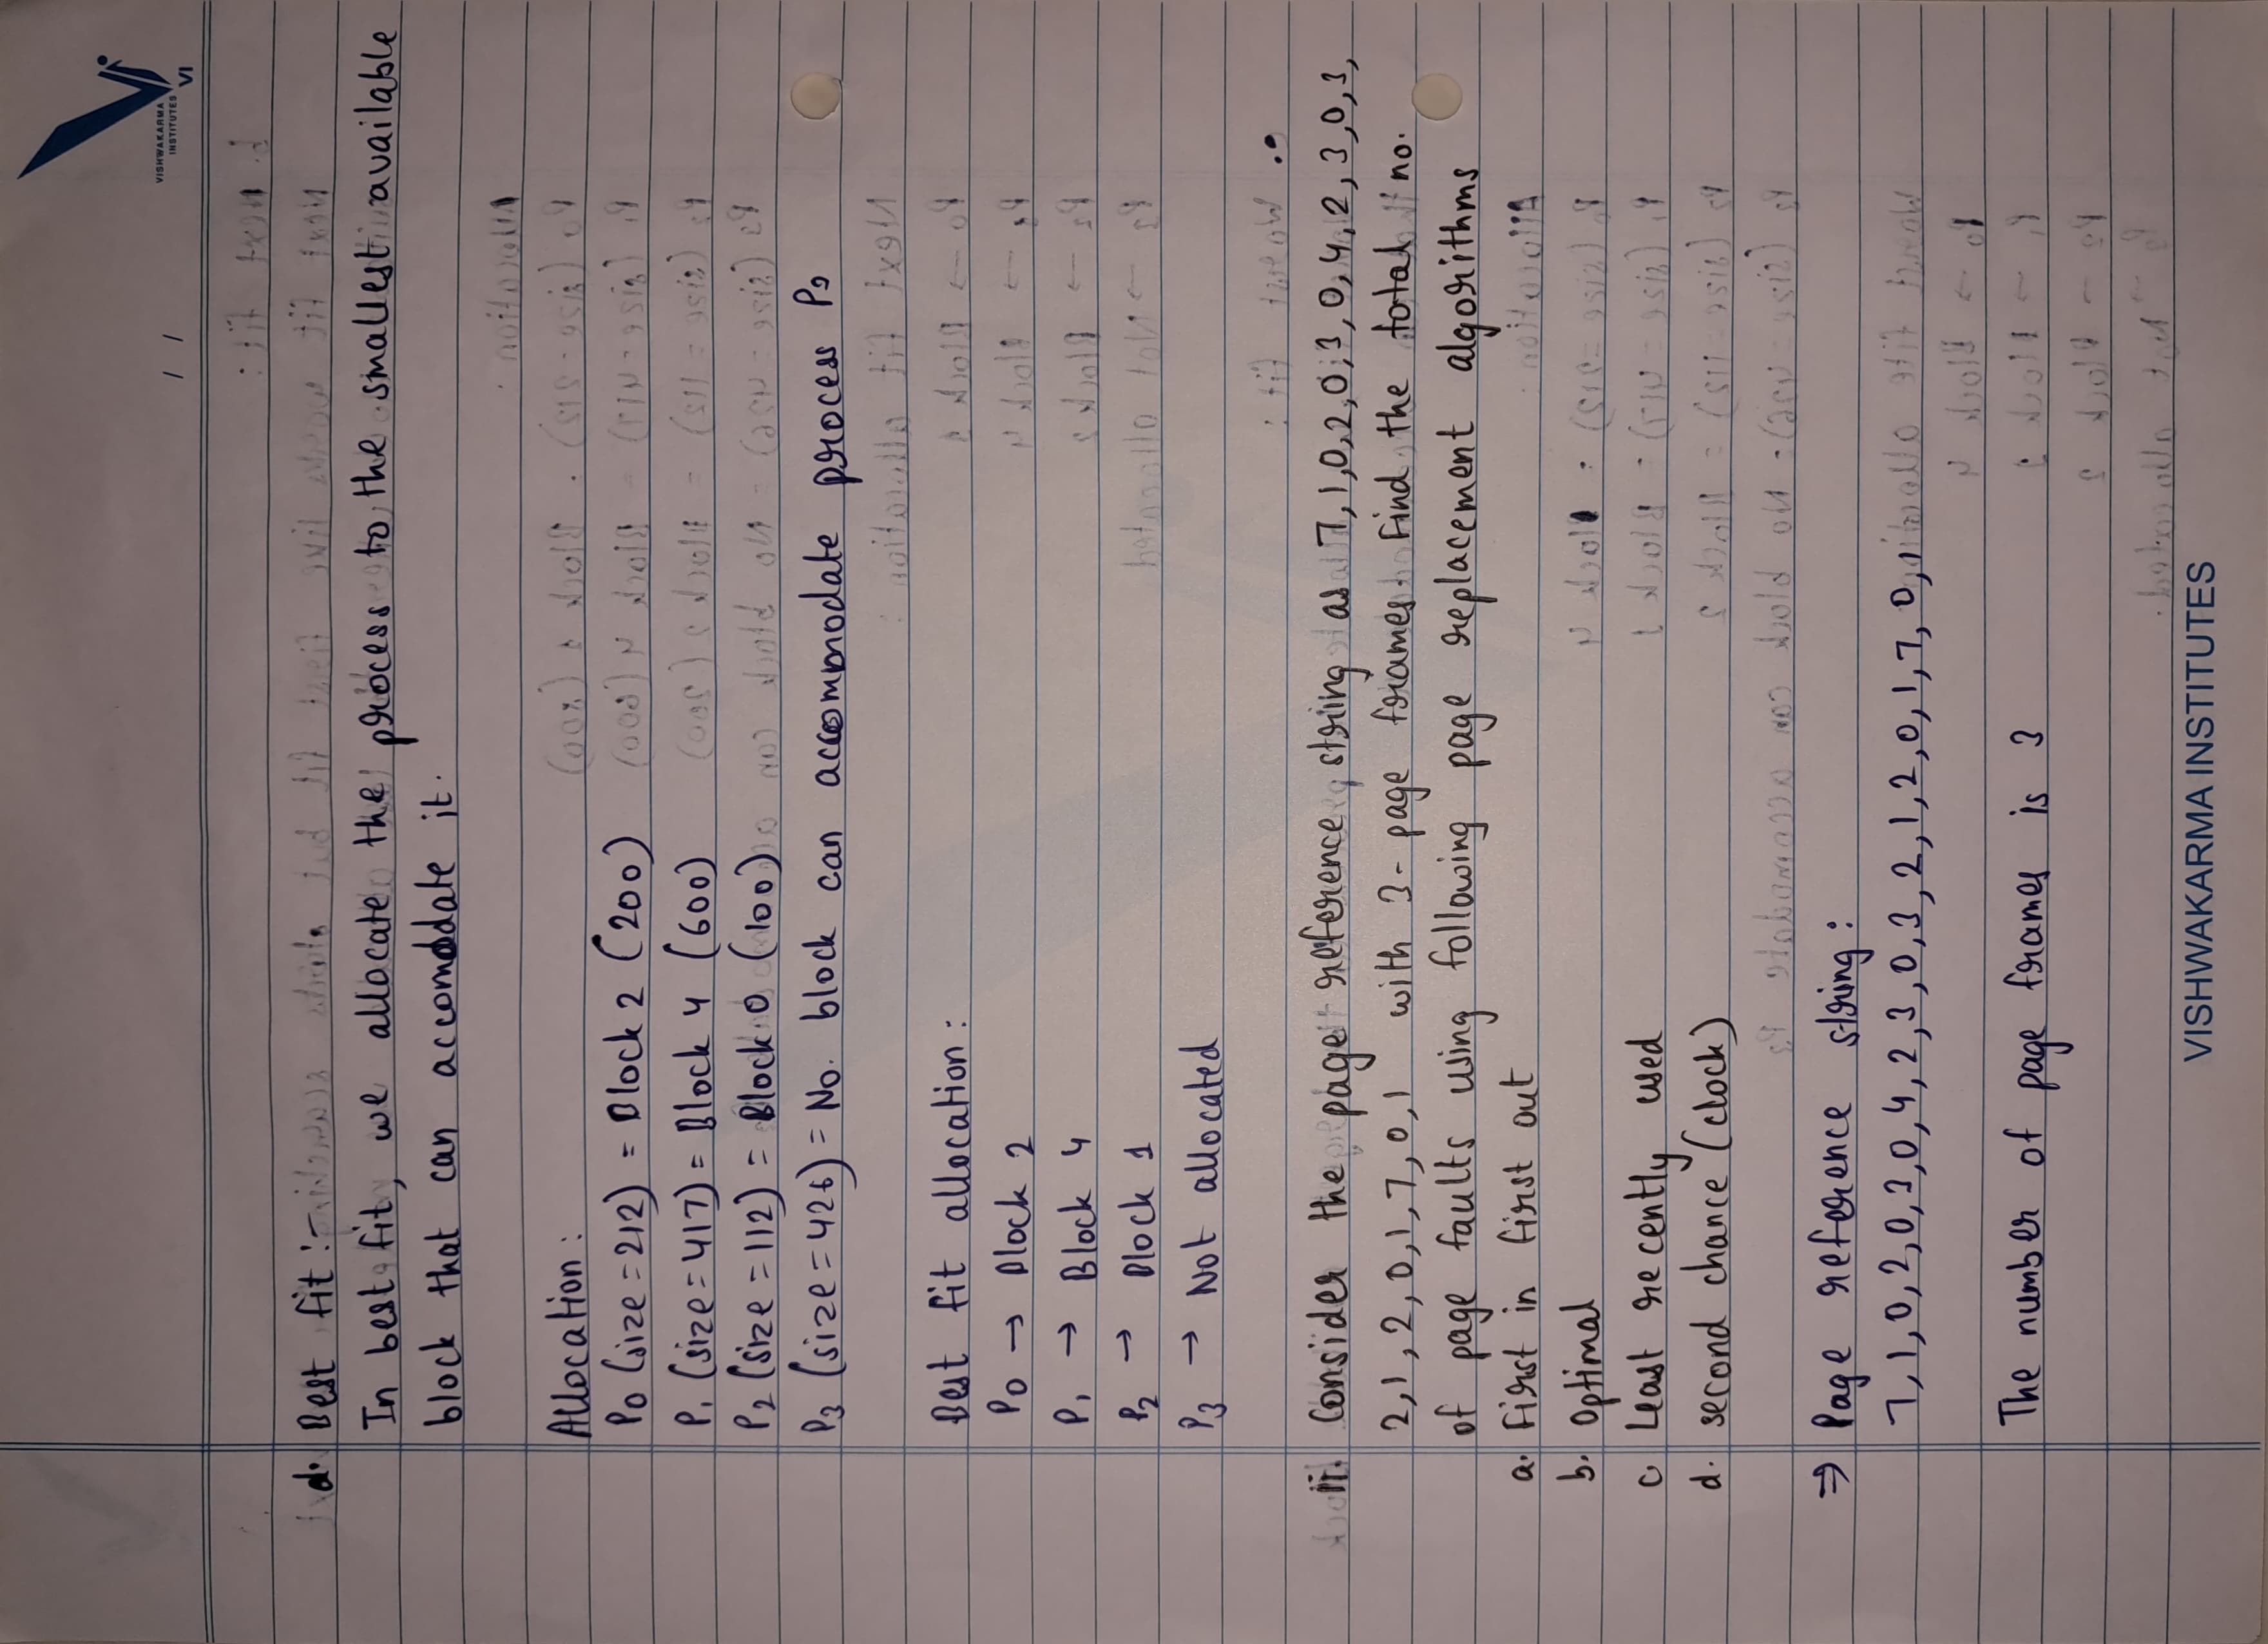 VISHWAKARMA
INSTITUTES
VI
/ /
d. Best fit :-
In best fit, we allocate the process to the smallest available
block that can accomodate it.
Allocation :
P0 (size = 212) = Block 2 (200)
P1 (size = 417) = Block 4 (600)
P2 (size = 112) = Block 0 (100)
P3 (size = 426) = No. block can accommodate process P3
Best fit allocation :
P0 → Block 2
P1 → Block 4
P2 → Block 1
P3 → Not allocated
ii. Consider the page reference string as 7,1,0,2,0,3,0,4,2,3,0,3,
2,1,2,0,1,7,0,1 with 3- page frames. Find the total no.
of page faults using following page replacement algorithms
a. First in first out
b. Optimal
c Least recently used
d. second chance (clock)
⇒ Page reference string :
7,1,0,2,0,3,0,4,2,3,0,3,2,1,2,0,1,7,0,1
The number of page frames is 3
VISHWAKARMA INSTITUTES